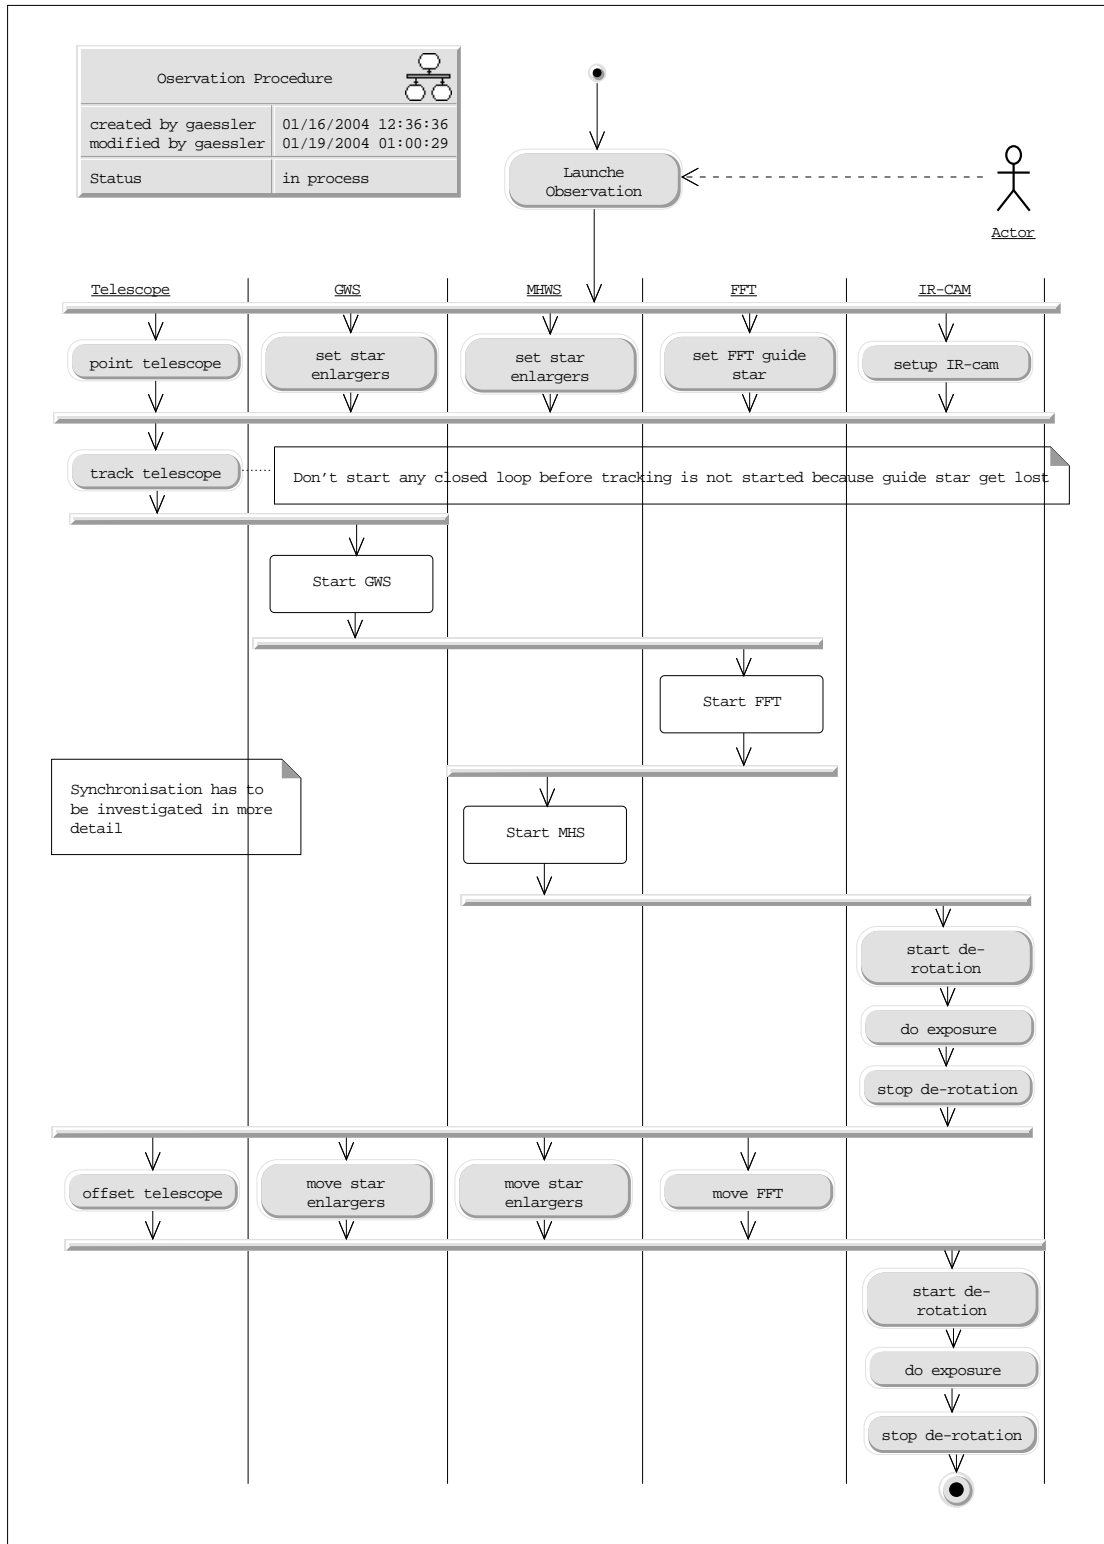 Oservation Procedure
created by gaessler 01/16/2004 12:36:36
modified by gaessler 01/19/2004 01:00:29
Status in process
Launche
Observation
Actor
Telescope GWS MHWS FFT IR-CAM
point telescope
set star
enlargers
set star
enlargers
set FFT guide
star
setup IR-cam
track telescope
Don't start any closed loop before tracking is not started because guide star get lost
Start GWS
Start FFT
Synchronisation has to
be investigated in more
detail
Start MHS
start de-
rotation
do exposure
stop de-rotation
offset telescope
move star
enlargers
move star
enlargers
move FFT
start de-
rotation
do exposure
stop de-rotation